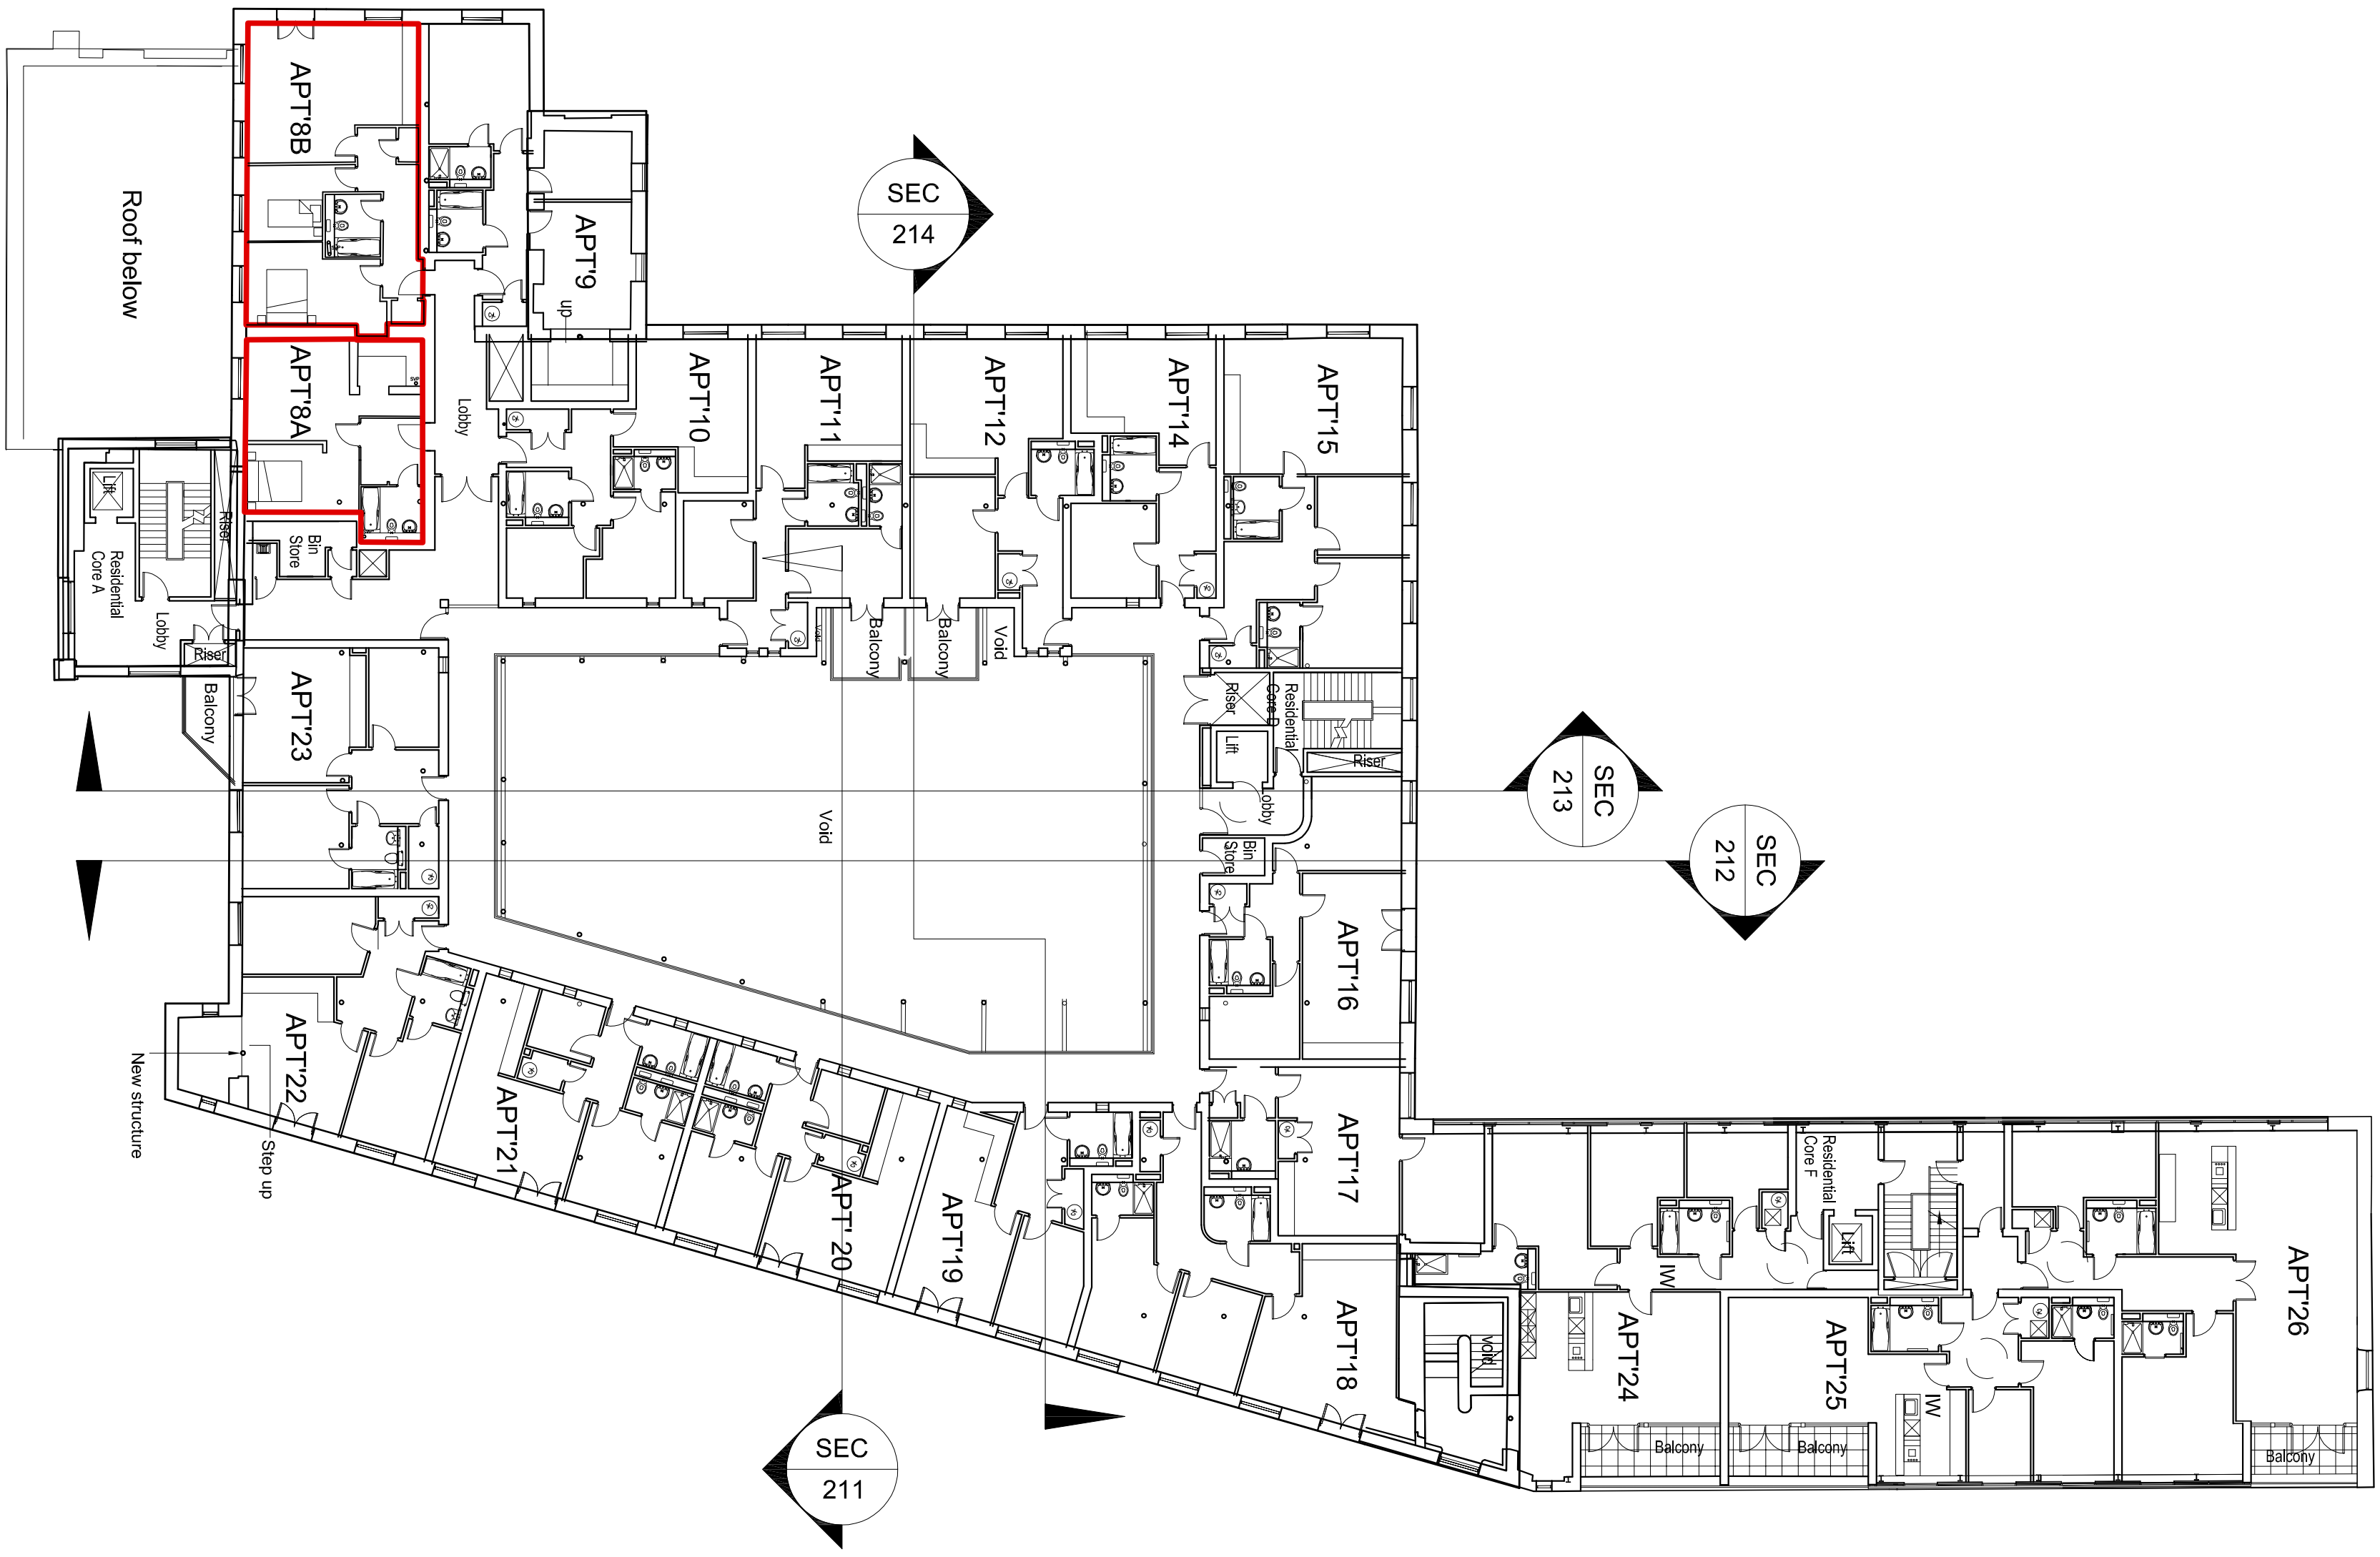 APT'8B
Roof below
APT'9
up
SEC
214
APT'8A
SVP
Lobby
APT'10
APT'11
APT'12
APT'14
APT'15
Lift
Riser
Bin
Store
Residential
Core A
Lobby
Riser
Balcony
APT'23
Void
Balcony
Balcony
Void
Riser
Residential
Core D
Lift
Riser
Lobby
Bin
Store
Void
SEC
213
SEC
212
APT'16
APT'22
New structure
Step up
APT'21
APT' 20
APT'19
APT'17
APT'18
Residential
Core F
Lift
IW
Void
APT'24
APT'25
IW
APT'26
Balcony
Balcony
Balcony
SEC
211